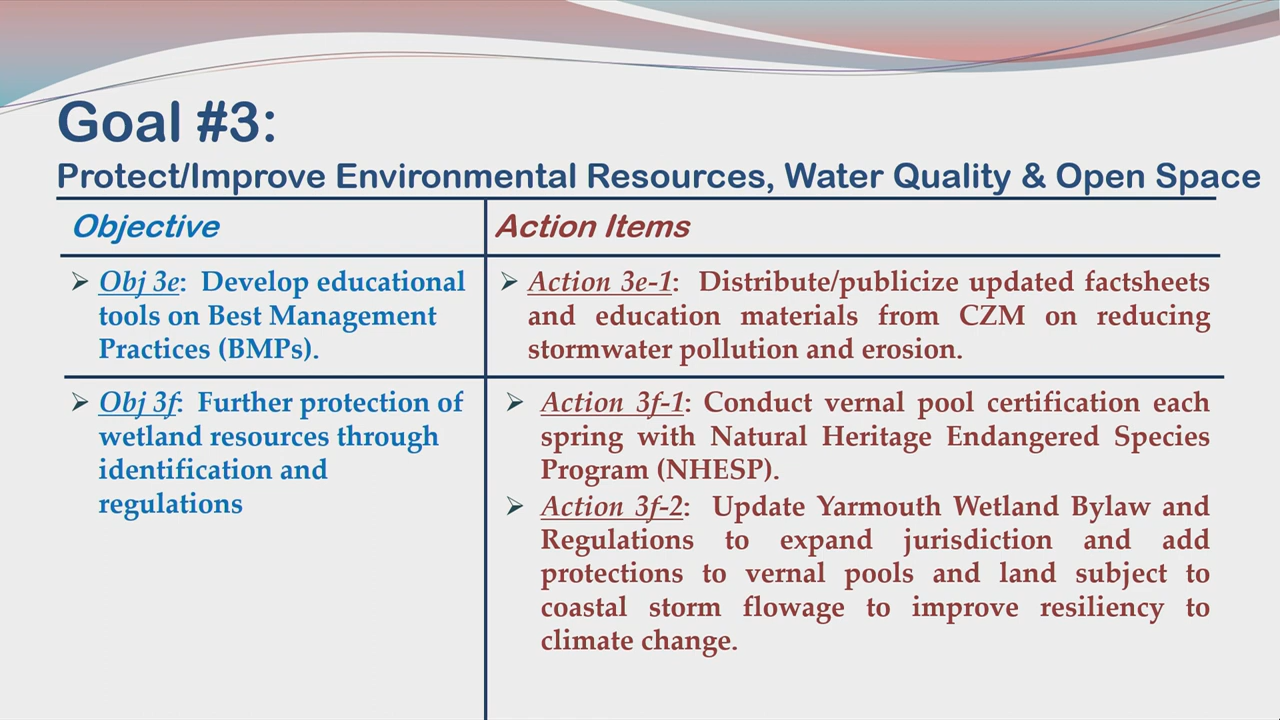 Goal #3:
Protect/Improve Environmental Resources, Water Quality & Open Space
Objective
Action Items
➢ Obj 3e: Develop educational
tools on Best Management
Practices (BMPs).
➢ Action 3e-1: Distribute/publicize updated factsheets
and education materials from CZM on reducing
stormwater pollution and erosion.
➢ Obj 3f: Further protection of
wetland resources through
identification and
regulations
➢ Action 3f-1: Conduct vernal pool certification each
spring with Natural Heritage Endangered Species
Program (NHESP).
➢ Action 3f-2: Update Yarmouth Wetland Bylaw and
Regulations to expand jurisdiction and add
protections to vernal pools and land subject to
coastal storm flowage to improve resiliency to
climate change.